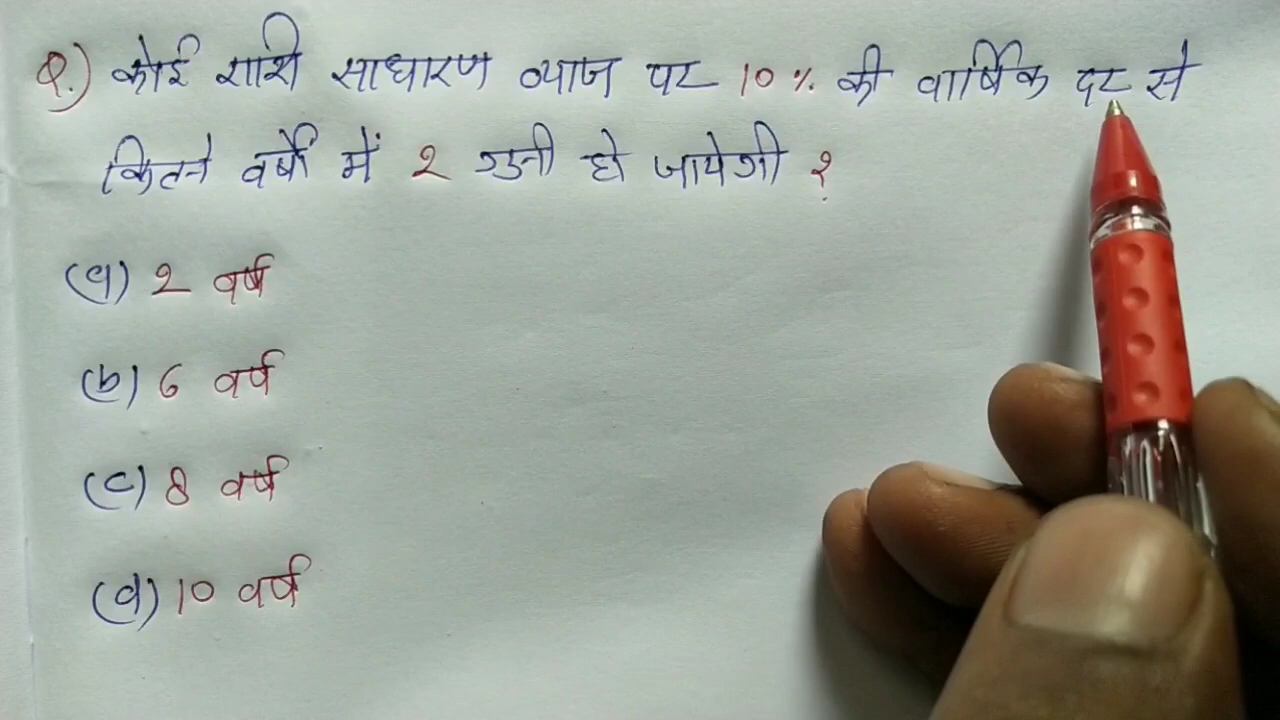 Q.) कोई राशि साधारण ब्याज पर 10% की वार्षिक दर से
कितने वर्षों में 2 गुनी हो जायेगी ?
(a) 2 वर्ष
(b) 6 वर्ष
(c) 8 वर्ष
(d) 10 वर्ष